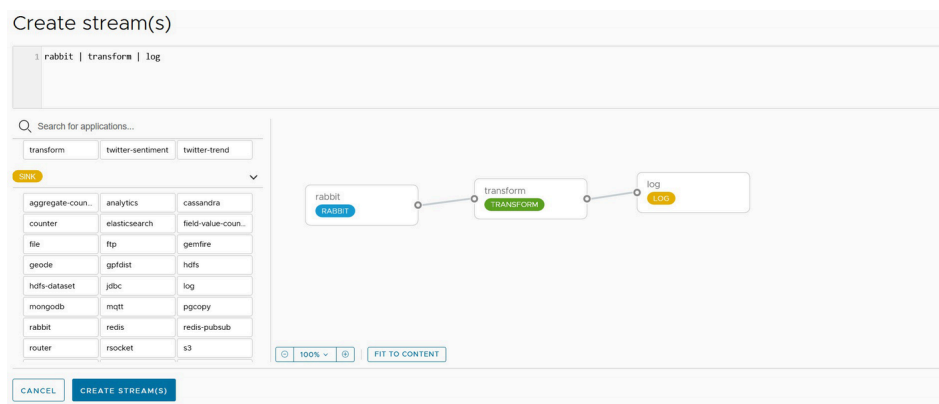 Create stream(s)
1 rabbit | transform | log
Search for applications...
transform twitter-sentiment twitter-trend
SINK
aggregate-coun... analytics cassandra
counter elasticsearch field-value-coun...
file ftp gemfire
geode gpfdist hdfs
hdfs-dataset jdbc log
mongodb mqtt pgcopy
rabbit redis redis-pubsub
router rsocket s3
rabbit
RABBIT
transform
TRANSFORM
log
LOG
100%
FIT TO CONTENT
CANCEL CREATE STREAM(S)